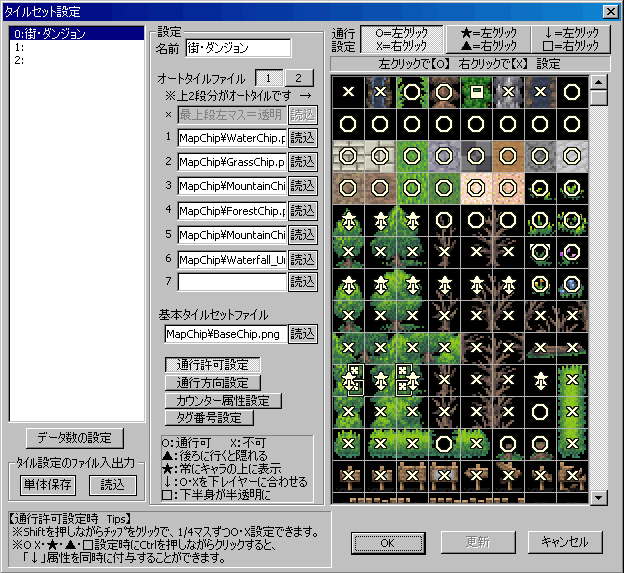 タイルセット設定
0:街・ダンジョン
1:
2:
設定
名前 街・ダンジョン
オートタイルファイル 1 2
※上2段分がオートタイルです →
× 最上段左マス=透明 読込
1 MapChip¥WaterChip.p 読込
2 MapChip¥GrassChip.p 読込
3 MapChip¥MountainChi 読込
4 MapChip¥ForestChip.p 読込
5 MapChip¥MountainChi 読込
6 MapChip¥Waterfall_Ur 読込
7 読込
基本タイルセットファイル
MapChip¥BaseChip.png 読込
通行許可設定
通行方向設定
カウンター属性設定
タグ番号設定
O:通行可 X:不可
▲:後ろに行くと隠れる
★:常にキャラの上に表示
↓:O・Xを下レイヤーに合わせる
□:下半身が半透明に
データ数の設定
タイル設定のファイル入出力
単体保存 読込
通行設定
O=左クリック
X=右クリック
★=左クリック
▲=右クリック
↓=左クリック
□=右クリック
左クリックで【O】 右クリックで【X】 設定
【通行許可設定時 Tips】
※Shiftを押しながらチップをクリックで、1/4マスずつO・X設定できます。
※O X・★・▲・□設定時にCtrlを押しながらクリックすると、
「↓」属性を同時に付与することができます。
OK 更新 キャンセル